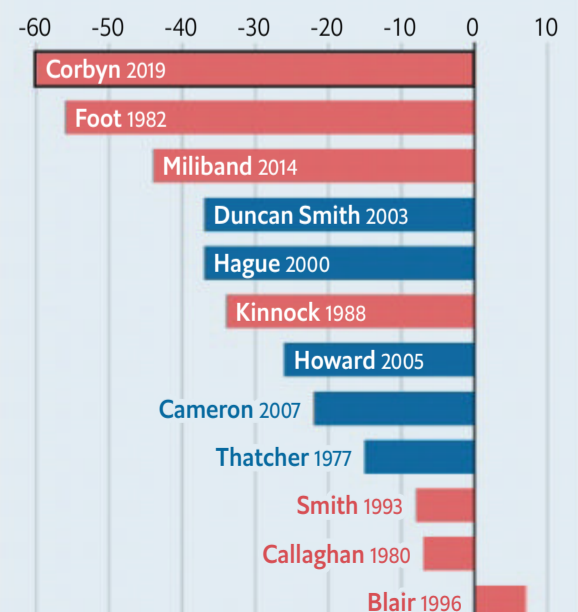 -60 -50 -40 -30 -20 -10 0 10
Corbyn 2019
Foot 1982
Miliband 2014
Duncan Smith 2003
Hague 2000
Kinnock 1988
Howard 2005
Cameron 2007
Thatcher 1977
Smith 1993
Callaghan 1980
Blair 1996